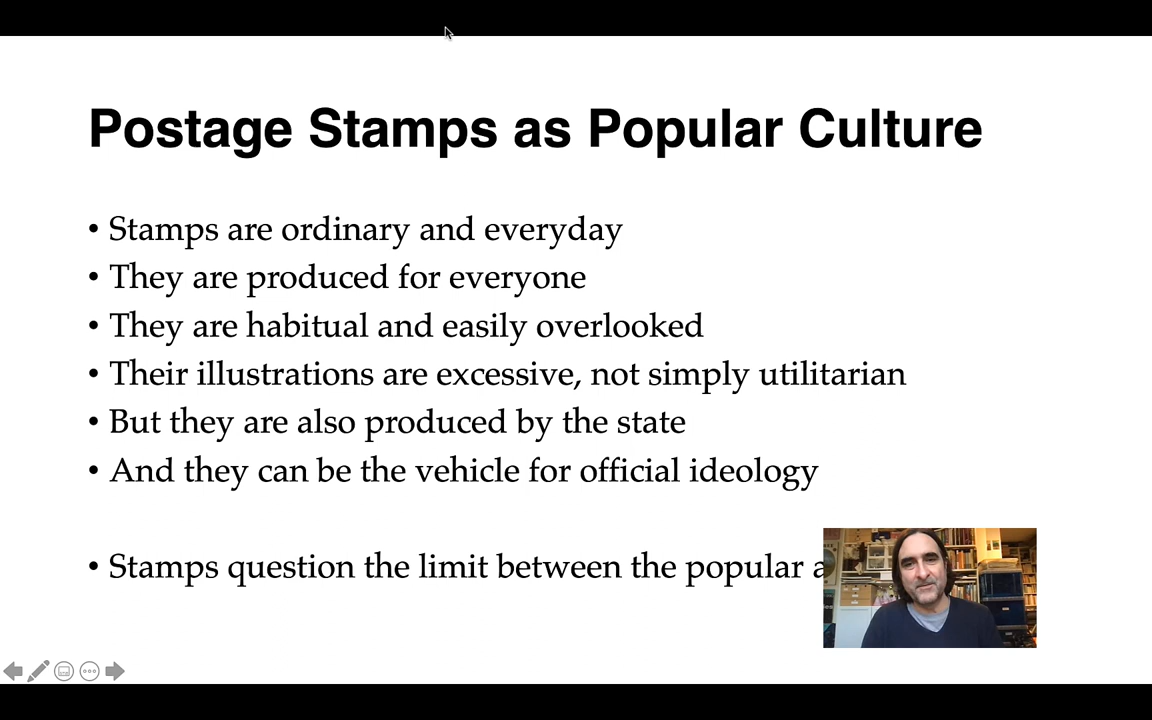 Postage Stamps as Popular Culture
• Stamps are ordinary and everyday
• They are produced for everyone
• They are habitual and easily overlooked
• Their illustrations are excessive, not simply utilitarian
• But they are also produced by the state
• And they can be the vehicle for official ideology
• Stamps question the limit between the popular